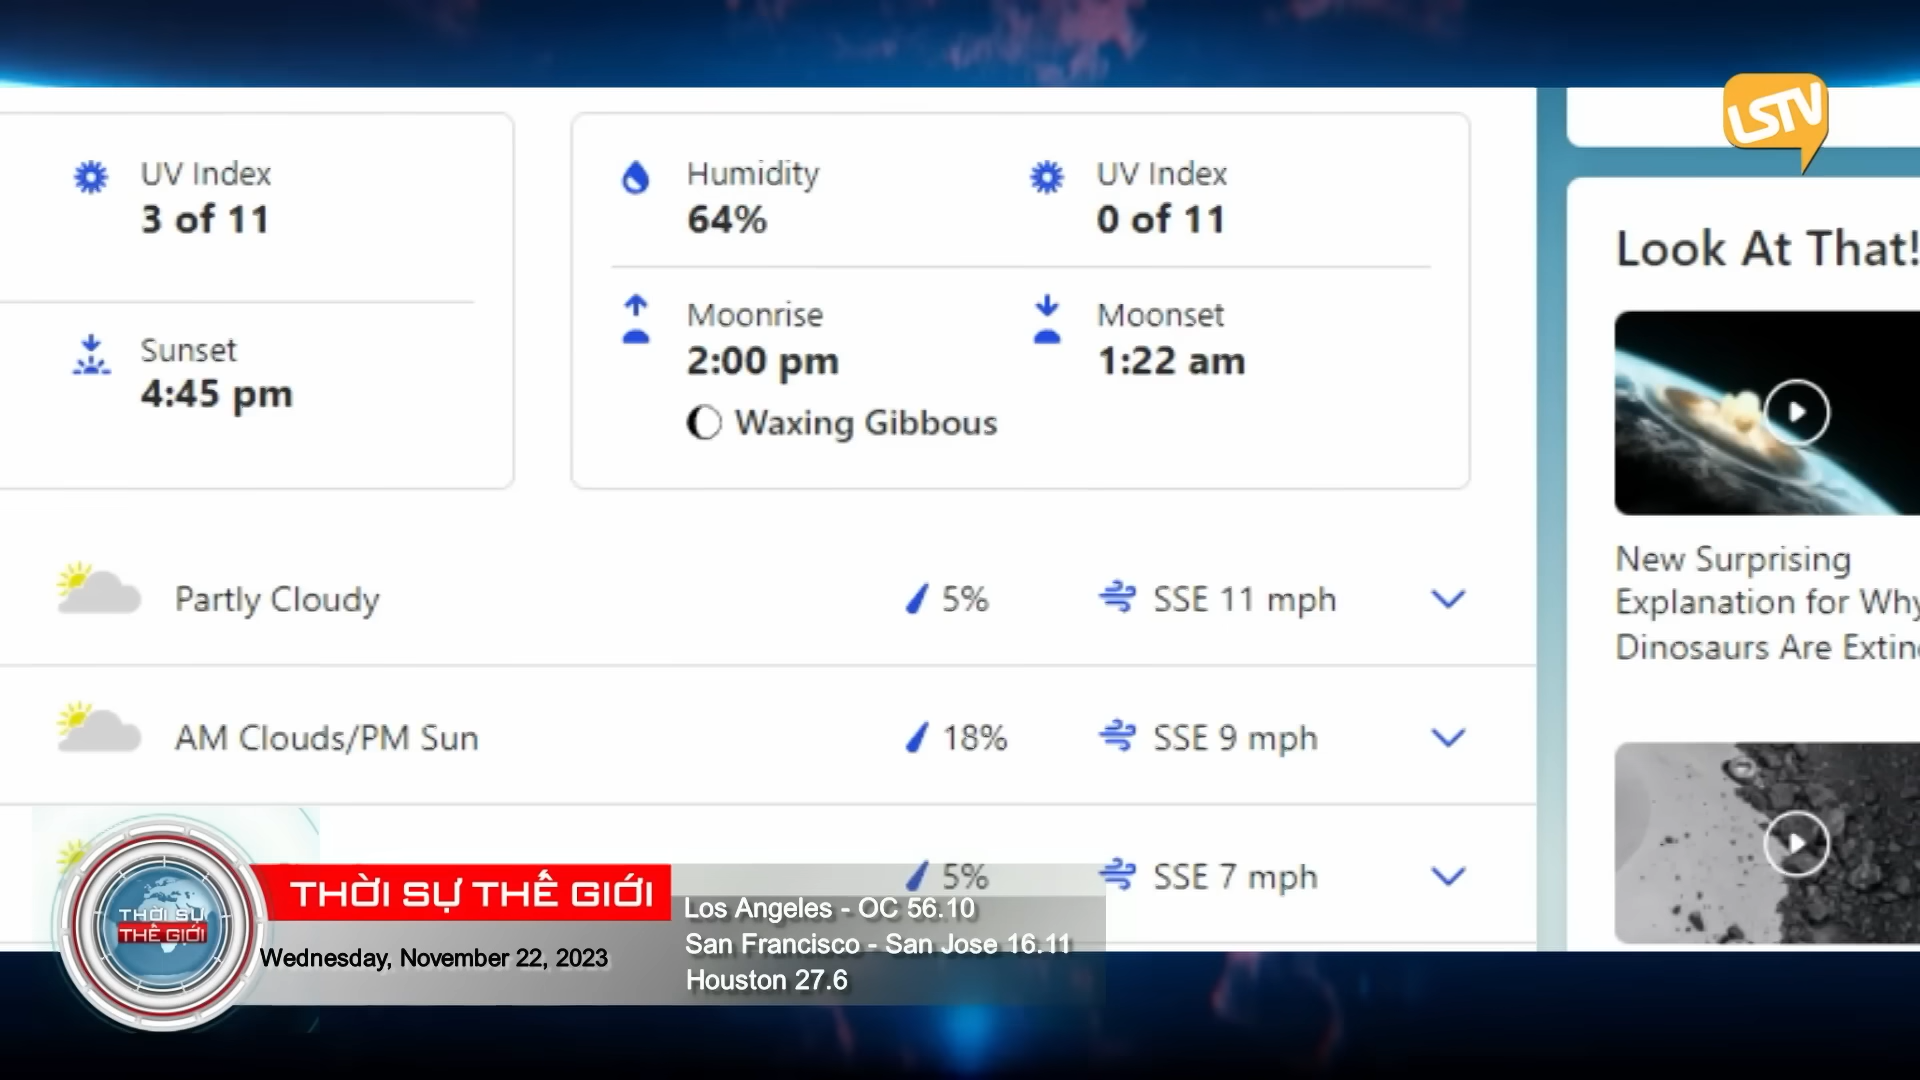 LSTV
UV Index
3 of 11
Sunset
4:45 pm
Humidity
64%
UV Index
0 of 11
Moonrise
2:00 pm
Waxing Gibbous
Moonset
1:22 am
Look At That!
New Surprising
Explanation for Why
Dinosaurs Are
Partly Cloudy 5% SSE 11 mph
AM Clouds/PM Sun 18% SSE 9 mph
5% SSE 7 mph
THỜI SỰ
THẾ GIỚI
THỜI SỰ THẾ GIỚI
Wednesday, November 22, 2023
Los Angeles - OC 56.10
San Francisco - San Jose 16.11
Houston 27.6